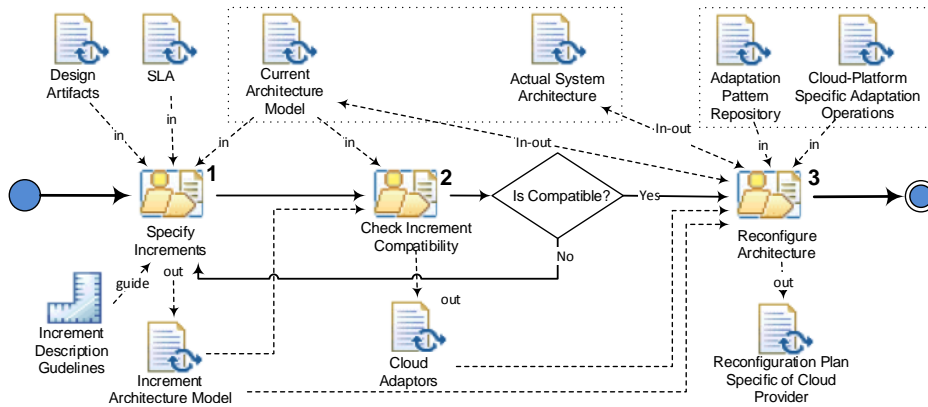 Design
Artifacts
SLA
Current
Architecture
Model
Actual System
Architecture
Adaptation
Pattern
Repository
Cloud-Platform
Specific Adaptation
Operations
in
in
in
in
In-out
In-out
in
in
1
2
3
Is Compatible?
Yes
No
Specify
Increments
Check Increment
Compatibility
Reconfigure
Architecture
guide
out
out
out
Increment
Description
Gudelines
Increment
Architecture Model
Cloud
Adaptors
Reconfiguration Plan
Specific of Cloud
Provider